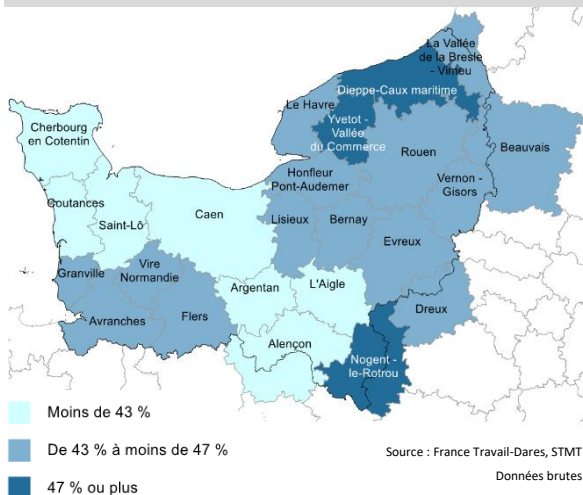 La Vallée
de la Bresle
- Vimeu
Dieppe-Caux maritime
Le Havre
Cherbourg
en Cotentin
Yvetot -
Vallée
du Commerce
Rouen
Beauvais
Honfleur
Pont-Audemer
Vernon -
Gisors
Coutances
Saint-Lô
Caen
Lisieux
Bernay
Evreux
Granville
Vire
Normandie
Argentan
L'Aigle
Avranches
Flers
Dreux
Alençon
Nogent -
le-Rotrou
Moins de 43 %
De 43 % à moins de 47 %
47 % ou plus
Source : France Travail-Dares, STMT
Données brutes